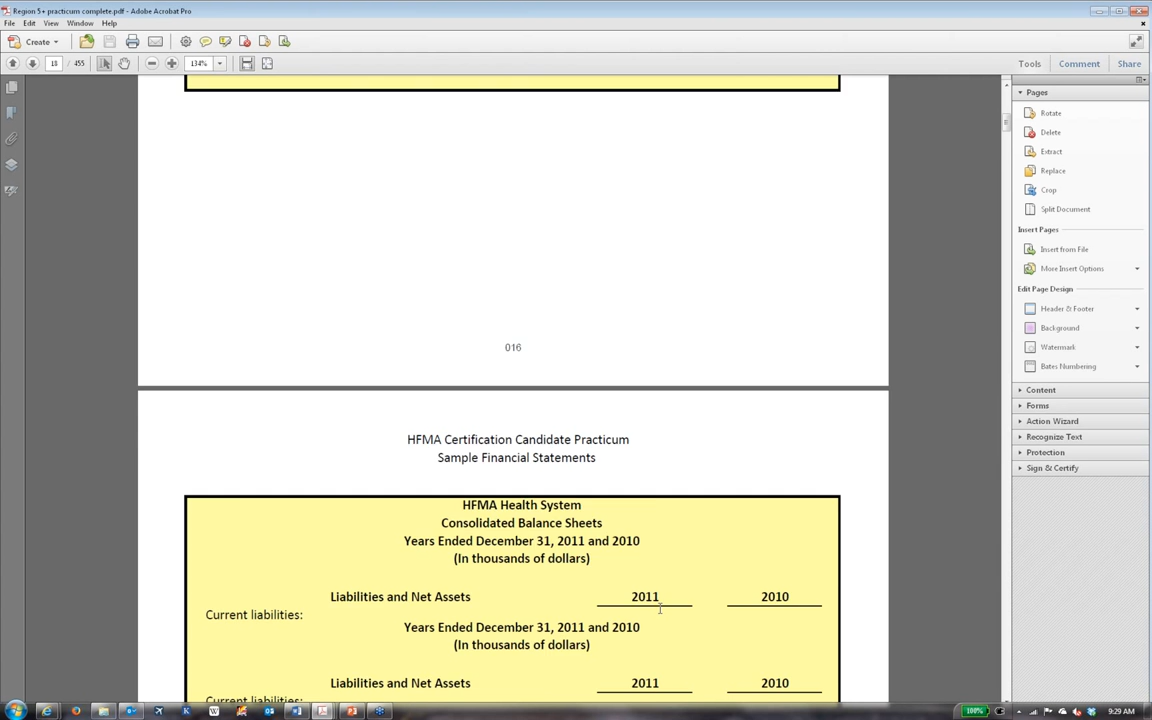 Region 5+ practicum complete.pdf - Adobe Acrobat Pro
File Edit View Window Help
Create
18 / 455 134% Tools Comment Share
Pages
Rotate
Delete
Extract
Replace
Crop
Split Document
Insert Pages
Insert from File
More Insert Options
Edit Page Design
Header & Footer
Background
Watermark
Bates Numbering
Content
Forms
Action Wizard
Recognize Text
Protection
Sign & Certify
016
HFMA Certification Candidate Practicum
Sample Financial Statements
HFMA Health System
Consolidated Balance Sheets
Years Ended December 31, 2011 and 2010
(In thousands of dollars)
Liabilities and Net Assets 2011 2010
Current liabilities:
Years Ended December 31, 2011 and 2010
(In thousands of dollars)
Liabilities and Net Assets 2011 2010
Current liabilities:
100% 9:29 AM